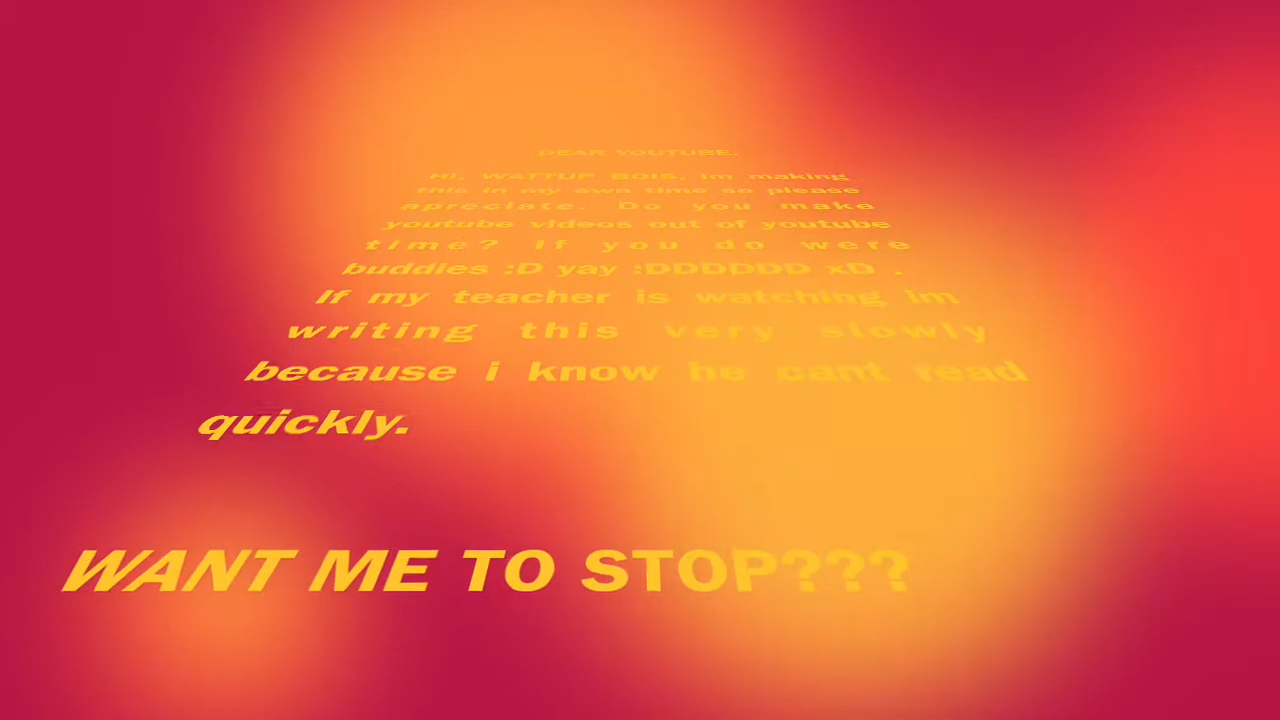 DEAR YOUTUBE.
Hi, WATTUP BOIS, Im making
this in my own time so please
apreciate. Do you make
youtube videos out of youtube
time? If you do were
buddies :D yay :DDDDDDD xD .
If my teacher is watching im
writing this very slowly
because i know he cant read
quickly.
WANT ME TO STOP???